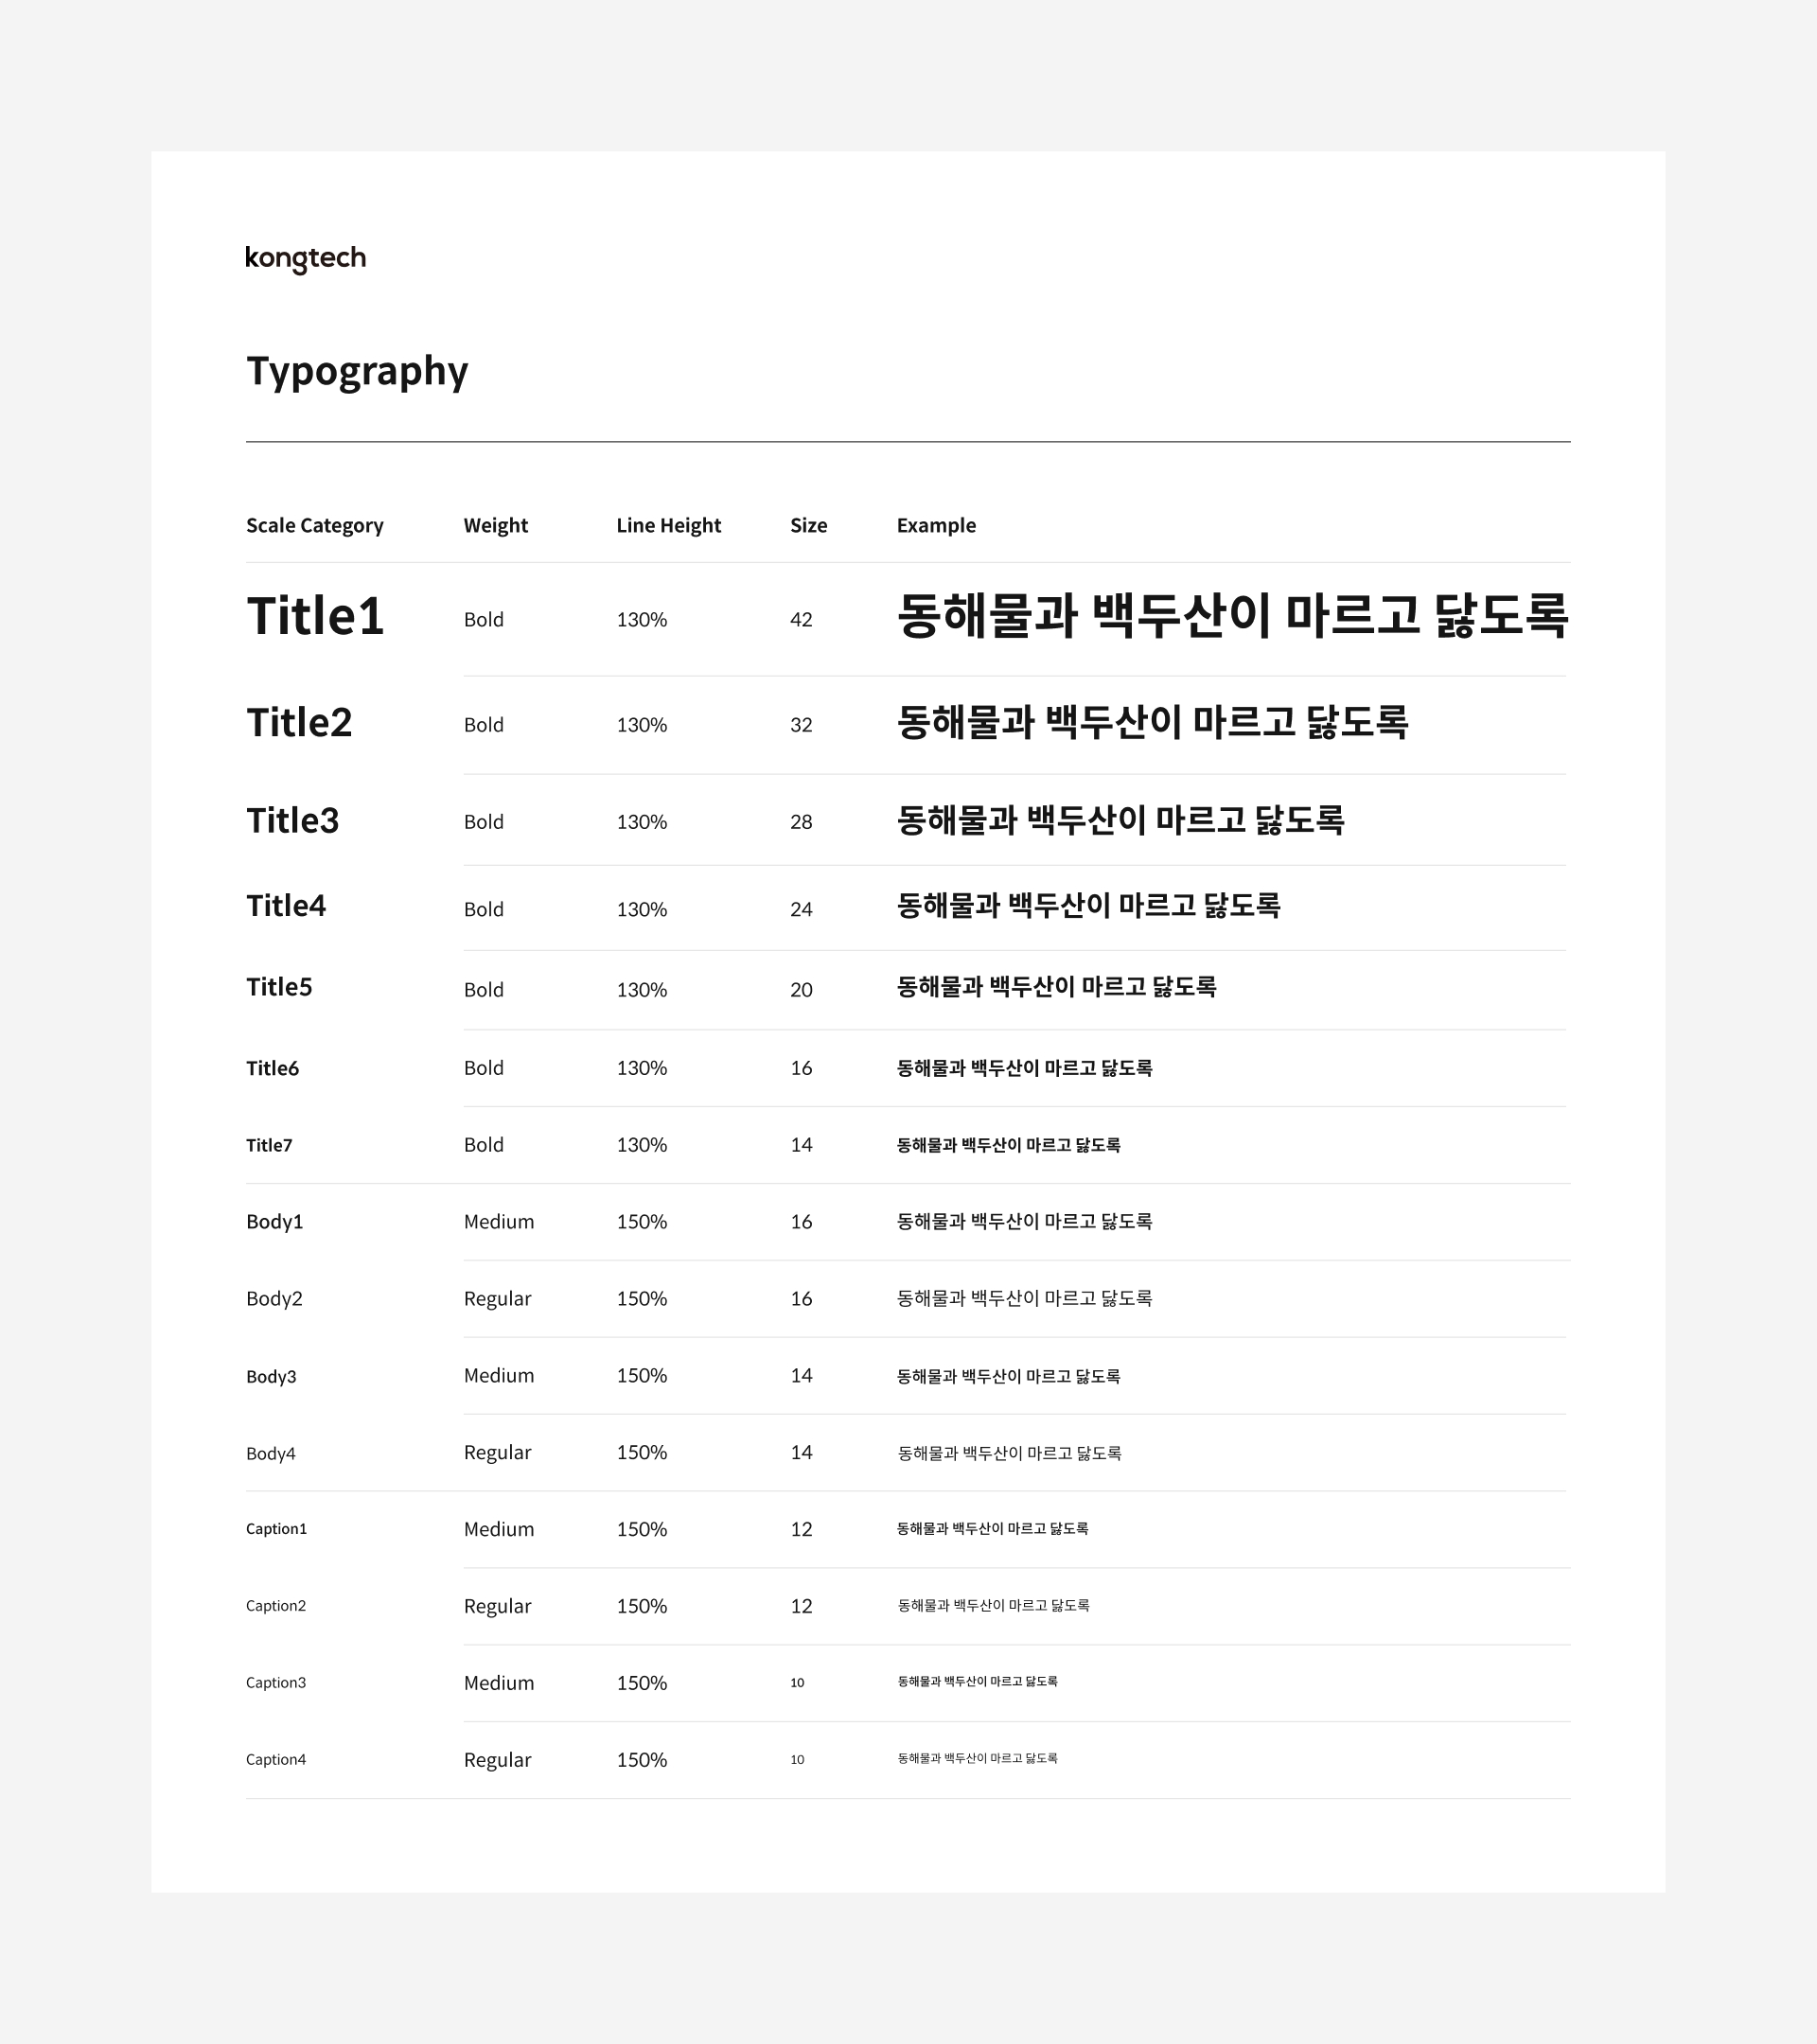 kongtech
Typography
Scale Category Weight Line Height Size Example
Title1 Bold 130% 42 동해물과 백두산이 마르고 닳도록
Title2 Bold 130% 32 동해물과 백두산이 마르고 닳도록
Title3 Bold 130% 28 동해물과 백두산이 마르고 닳도록
Title4 Bold 130% 24 동해물과 백두산이 마르고 닳도록
Title5 Bold 130% 20 동해물과 백두산이 마르고 닳도록
Title6 Bold 130% 16 동해물과 백두산이 마르고 닳도록
Title7 Bold 130% 14 동해물과 백두산이 마르고 닳도록
Body1 Medium 150% 16 동해물과 백두산이 마르고 닳도록
Body2 Regular 150% 16 동해물과 백두산이 마르고 닳도록
Body3 Medium 150% 14 동해물과 백두산이 마르고 닳도록
Body4 Regular 150% 14 동해물과 백두산이 마르고 닳도록
Caption1 Medium 150% 12 동해물과 백두산이 마르고 닳도록
Caption2 Regular 150% 12 동해물과 백두산이 마르고 닳도록
Caption3 Medium 150% 10 동해물과 백두산이 마르고 닳도록
Caption4 Regular 150% 10 동해물과 백두산이 마르고 닳도록